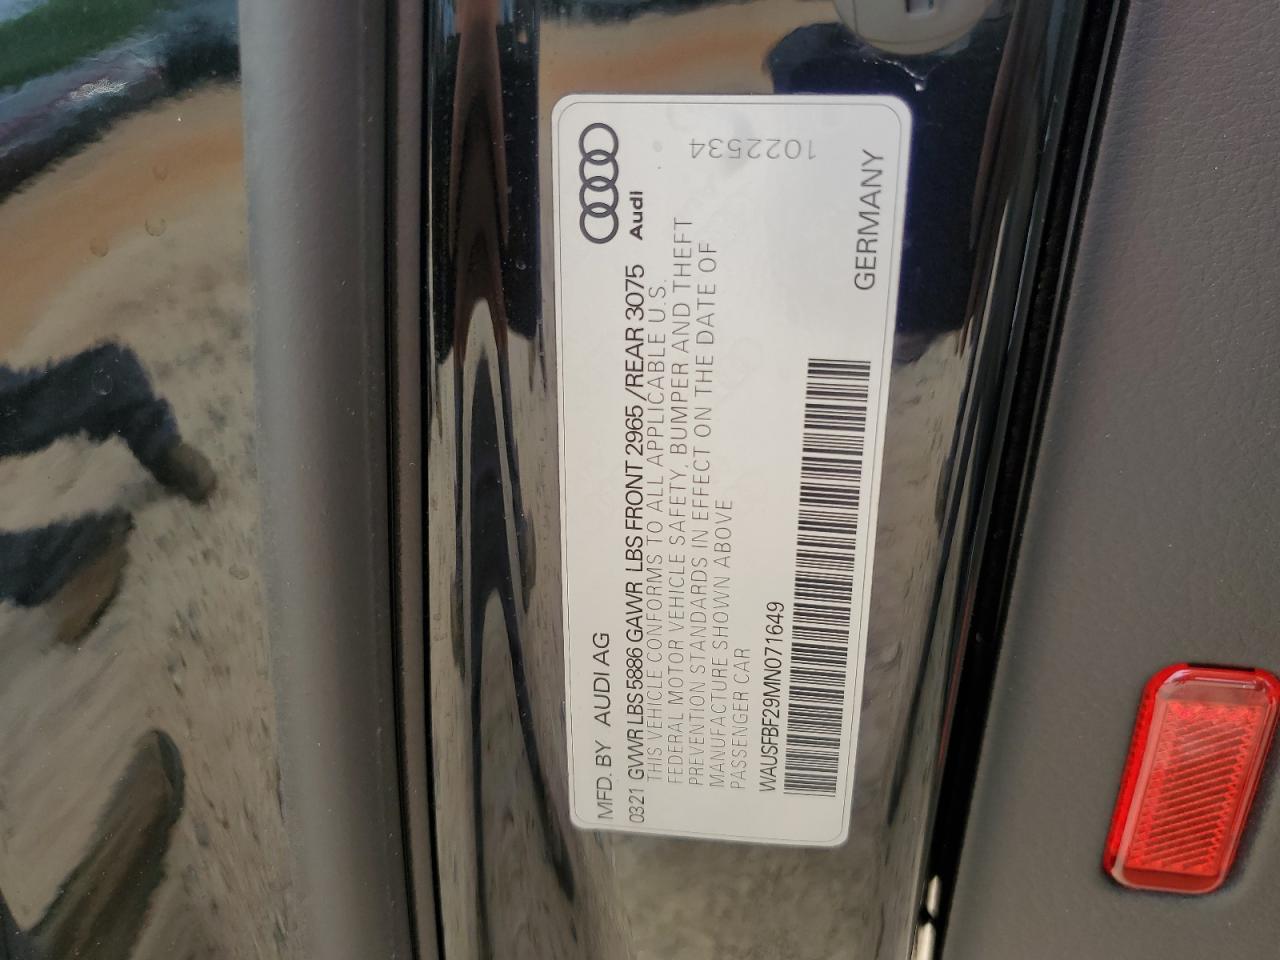 Audi
1022534
MFD. BY AUDI AG
0321 GVWR LBS 5886 GAWR LBS FRONT 2965 / REAR 3075
THIS VEHICLE CONFORMS TO ALL APPLICABLE U.S.
FEDERAL MOTOR VEHICLE SAFETY, BUMPER AND THEFT
PREVENTION STANDARDS IN EFFECT ON THE DATE OF
MANUFACTURE SHOWN ABOVE
PASSENGER CAR
WAUSFBF29MN071649
GERMANY